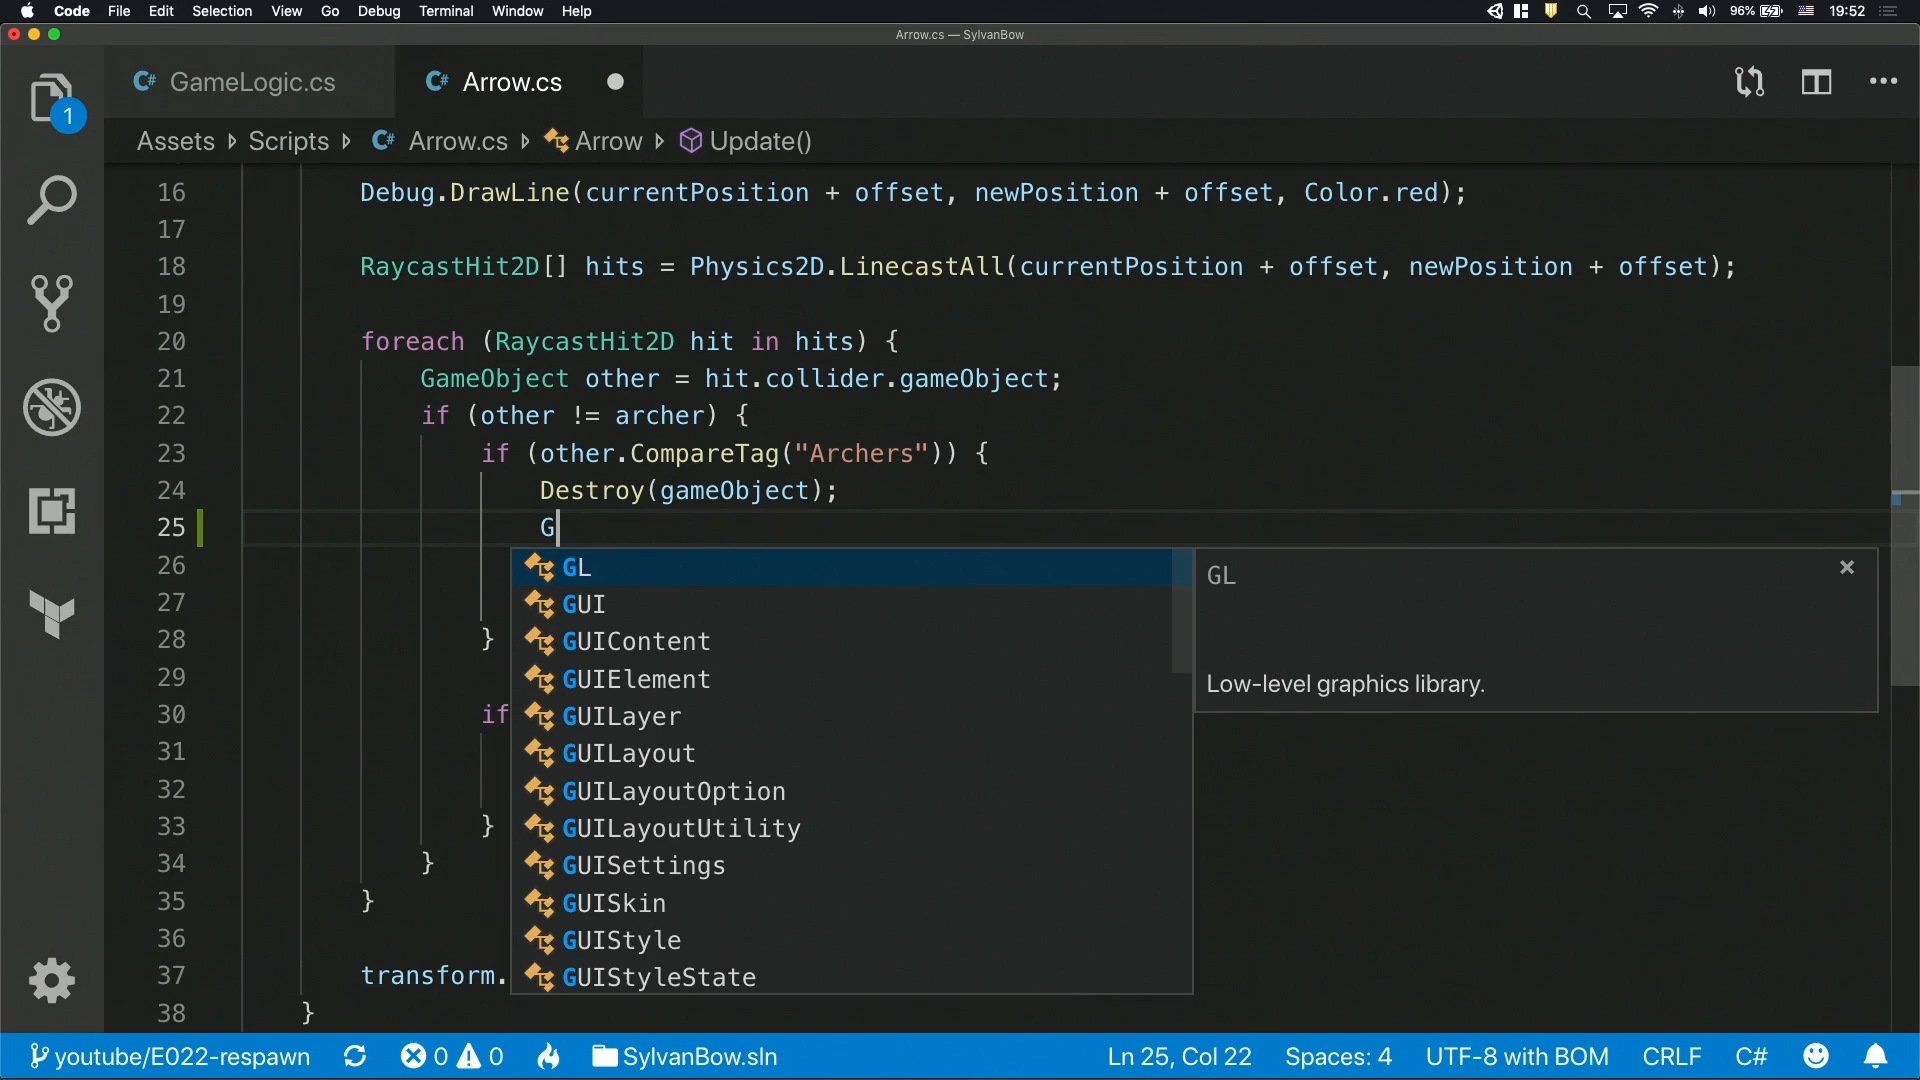 Code File Edit Selection View Go Debug Terminal Window Help 96% 19:52
Arrow.cs — SylvanBow
1
C# GameLogic.cs C# Arrow.cs
Assets Scripts C# Arrow.cs Arrow Update()
16 Debug.DrawLine(currentPosition + offset, newPosition + offset, Color.red);
17
18 RaycastHit2D[] hits = Physics2D.LinecastAll(currentPosition + offset, newPosition + offset);
19
20 foreach (RaycastHit2D hit in hits) {
21 GameObject other = hit.collider.gameObject;
22 if (other != archer) {
23 if (other.CompareTag("Archers")) {
24 Destroy(gameObject);
25 G
26 GL
27 GUI
28 } GUIContent
29 GUIElement
30 if GUILayer
31 GUILayout
32 GUILayoutOption
33 } GUILayoutUtility
34 } GUISettings
35 } GUISkin
36 GUIStyle
37 transform. GUIStyleState
38 }
GL
Low-level graphics library.
youtube/E022-respawn 0 0 SylvanBow.sln Ln 25, Col 22 Spaces: 4 UTF-8 with BOM CRLF C#